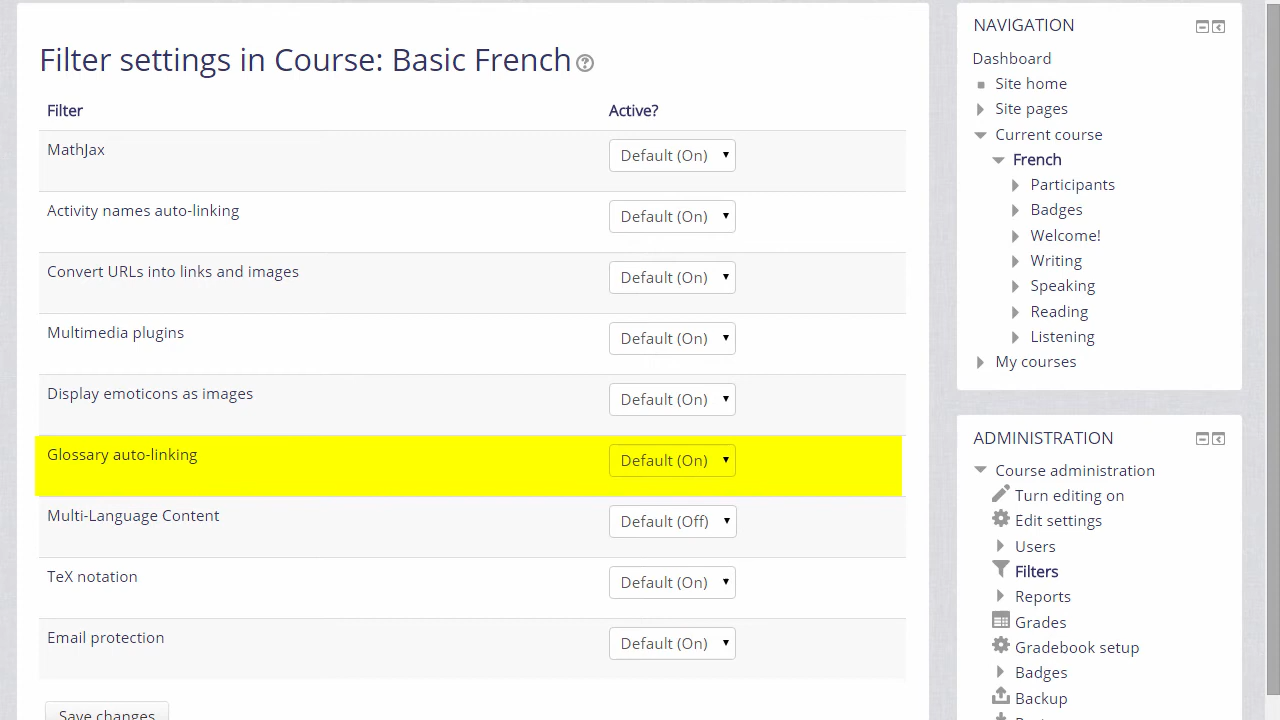 Filter settings in Course: Basic French
Filter Active?
MathJax Default (On)
Activity names auto-linking Default (On)
Convert URLs into links and images Default (On)
Multimedia plugins Default (On)
Display emoticons as images Default (On)
Glossary auto-linking Default (On)
Multi-Language Content Default (Off)
TeX notation Default (On)
Email protection Default (On)
Save changes
NAVIGATION
Dashboard
Site home
Site pages
Current course
French
Participants
Badges
Welcome!
Writing
Speaking
Reading
Listening
My courses
ADMINISTRATION
Course administration
Turn editing on
Edit settings
Users
Filters
Reports
Grades
Gradebook setup
Badges
Backup